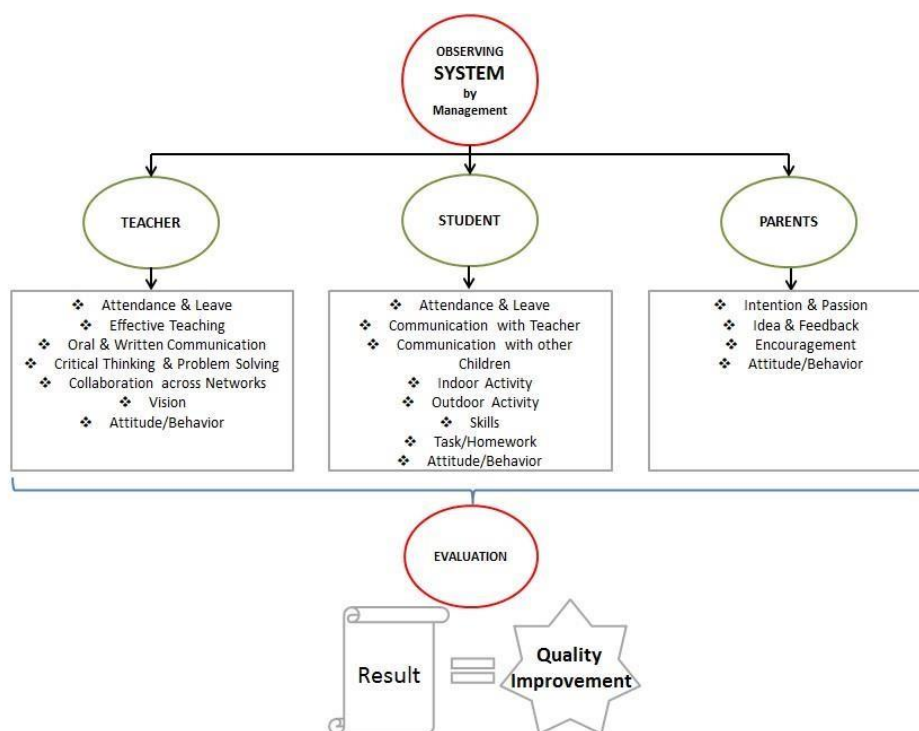 OBSERVING
SYSTEM
by
Management
TEACHER
STUDENT
PARENTS
❖ Attendance & Leave
❖ Effective Teaching
❖ Oral & Written Communication
❖ Critical Thinking & Problem Solving
❖ Collaboration across Networks
❖ Vision
❖ Attitude/Behavior
❖ Attendance & Leave
❖ Communication with Teacher
❖ Communication with other
Children
❖ Indoor Activity
❖ Outdoor Activity
❖ Skills
❖ Task/Homework
❖ Attitude/Behavior
❖ Intention & Passion
❖ Idea & Feedback
❖ Encouragement
❖ Attitude/Behavior
EVALUATION
Result
Quality
Improvement